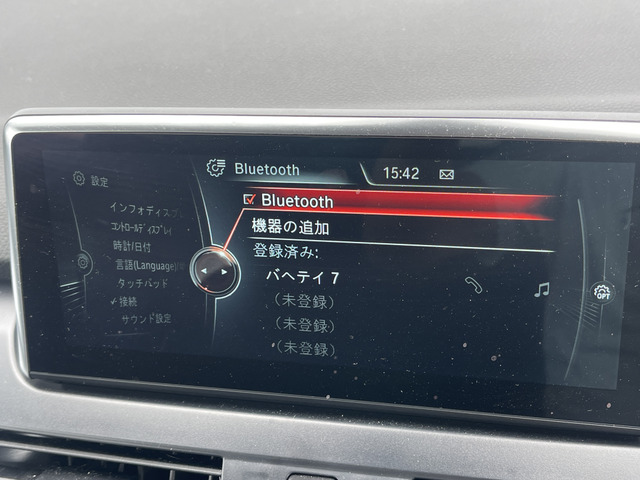 設定
Bluetooth
15:42
インフォディスプ
コントロールディスプレイ
時計/日付
言語(Language)/
タッチパッド
接続
サウンド設定
Bluetooth
機器の追加
登録済み:
バヘテイ 7
(未登録)
(未登録)
(未登録)
OPT